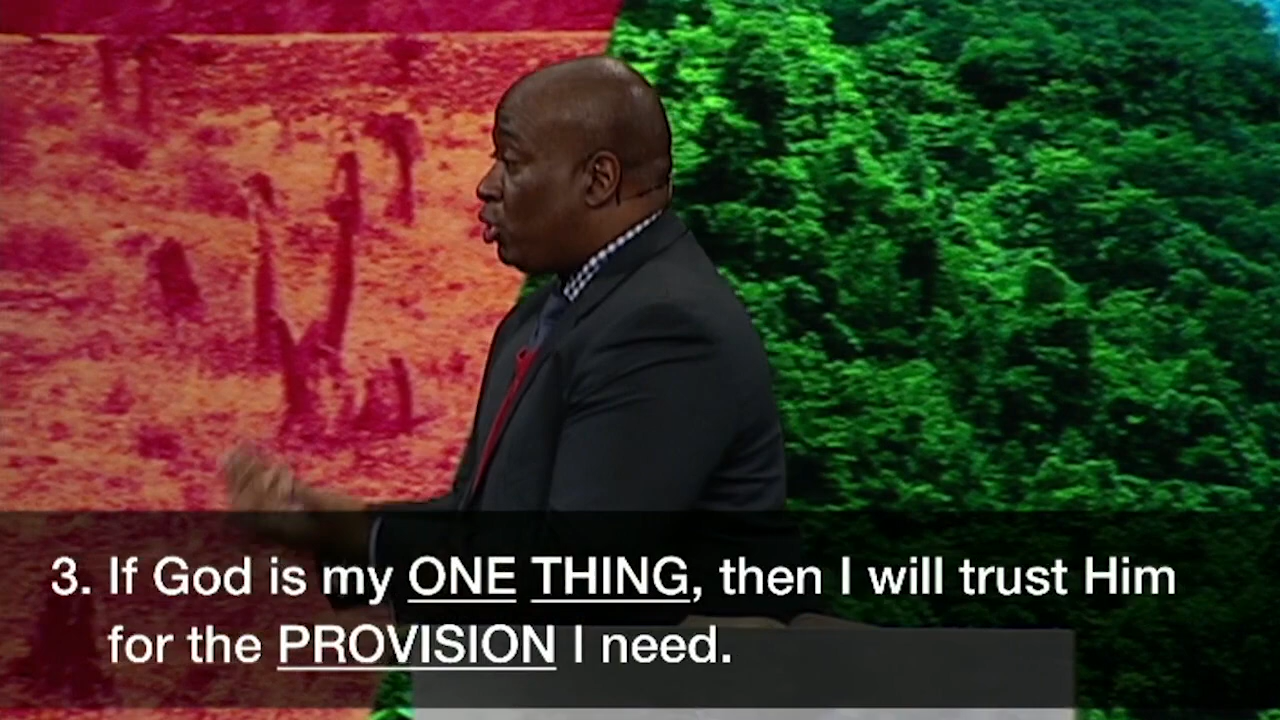 3. If God is my ONE THING, then I will trust Him
for the PROVISION I need.